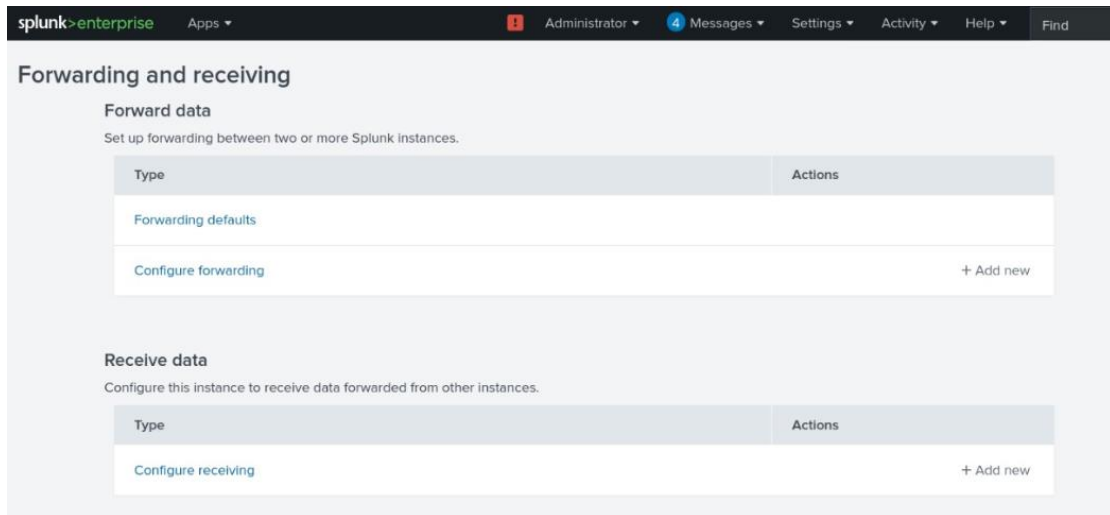 splunk>enterprise Apps ▾ ! Administrator ▾ 4 Messages ▾ Settings ▾ Activity ▾ Help ▾ Find
Forwarding and receiving
Forward data
Set up forwarding between two or more Splunk instances.
Type Actions
Forwarding defaults
Configure forwarding + Add new
Receive data
Configure this instance to receive data forwarded from other instances.
Type Actions
Configure receiving + Add new